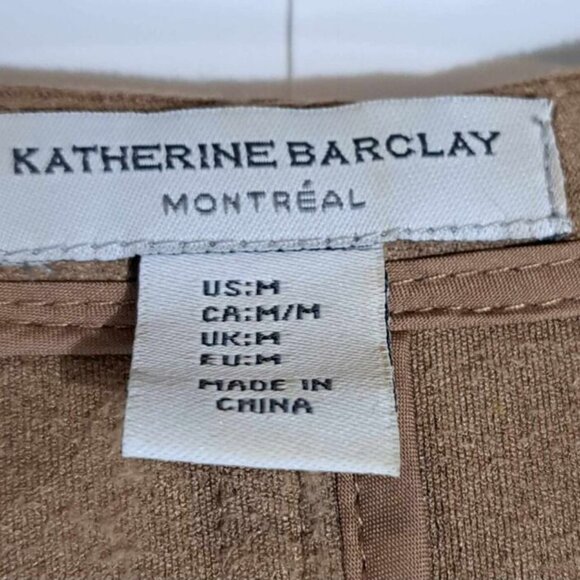 KATHERINE BARCLAY
MONTRÉAL
US:M
CA:M/M
UK:M
EU:M
MADE IN
CHINA